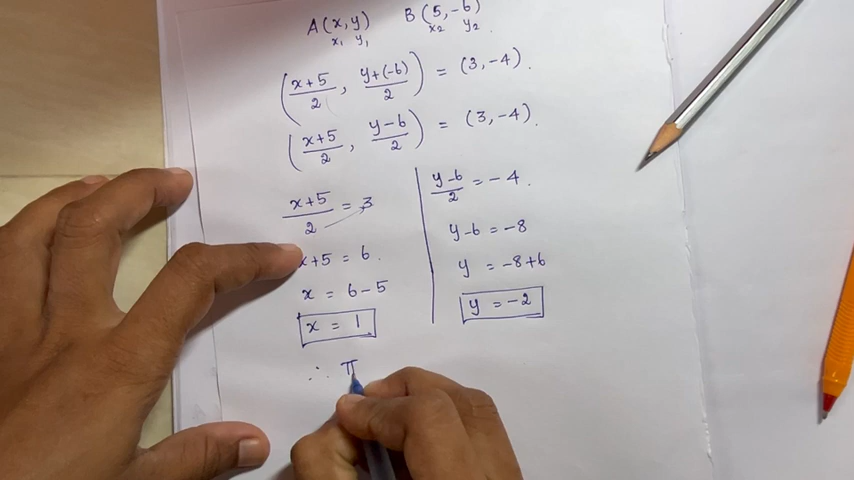 A(x,y) B(5,-6)
x₁ y₁ x₂ y₂
((x+5)/2, (y+(-6))/2) = (3,-4).
((x+5)/2, (y-6)/2) = (3,-4).
(x+5)/2 = 3
x+5 = 6.
x = 6-5
x = 1
(y-6)/2 = -4.
y-6 = -8
y = -8+6
y = -2
∴